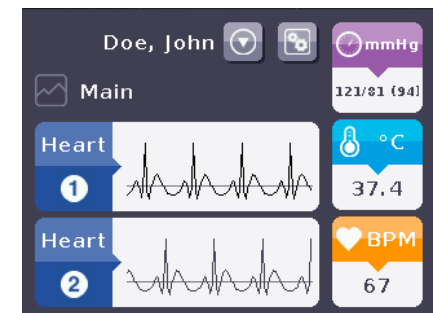 Doe, John
mmHg
121/81 (94)
Main
Heart
1
°C
37.4
Heart
2
BPM
67